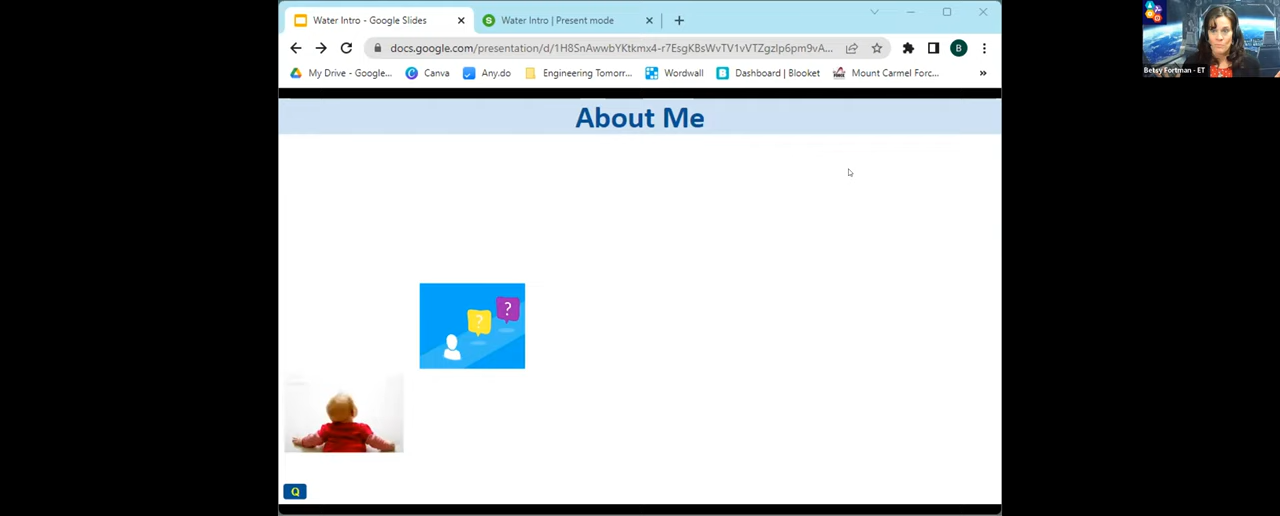 Water Intro - Google Slides
Water Intro | Present mode
docs.google.com/presentation/d/1H8SnAwwbYKtkmx4-r7EsgKBsWvTV1vVTZgzlp6pm9vA...
B
My Drive - Google...
Canva
Any.do
Engineering Tomorr...
Wordwall
Dashboard | Blooket
Mount Carmel Forc...
Betsy Fortman - ET
About Me
?
?
Q